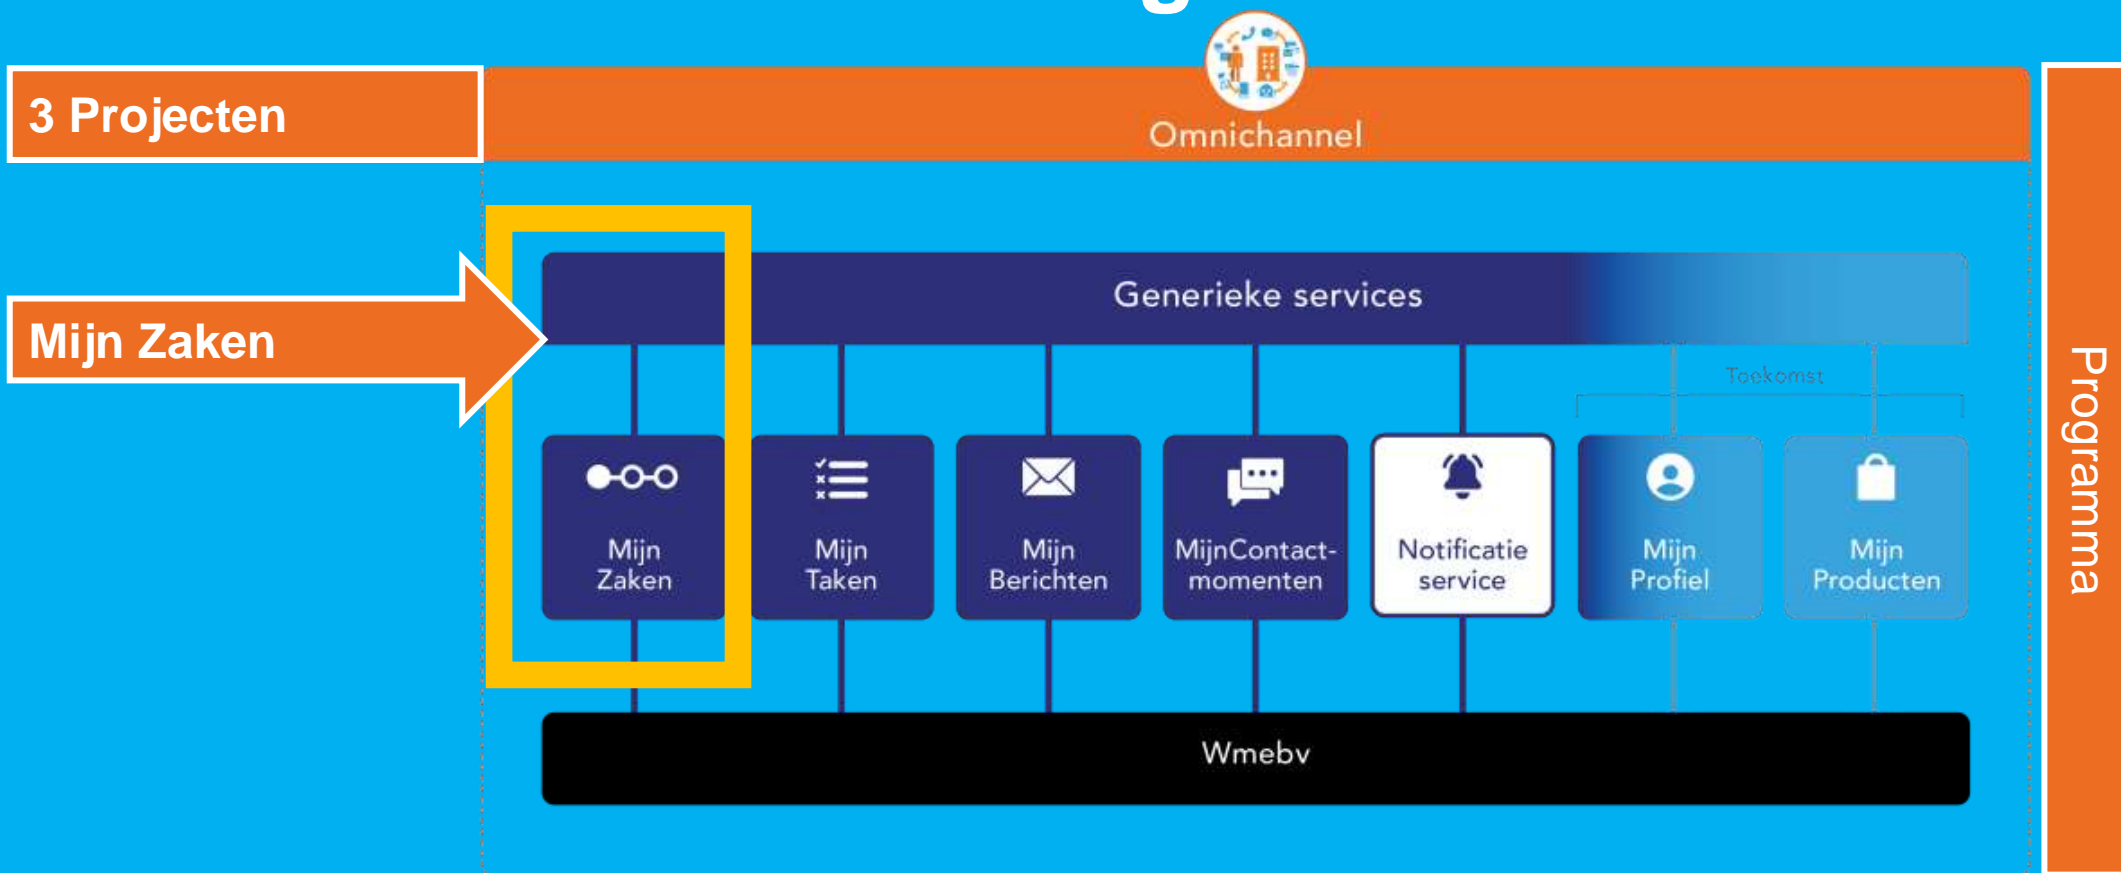 3 Projecten
Omnichannel
Mijn Zaken
Generieke services
Toekomst
Mijn
Zaken
Mijn
Taken
Mijn
Berichten
MijnContact-
momenten
Notificatie
service
Mijn
Profiel
Mijn
Producten
Wmebv
Programma